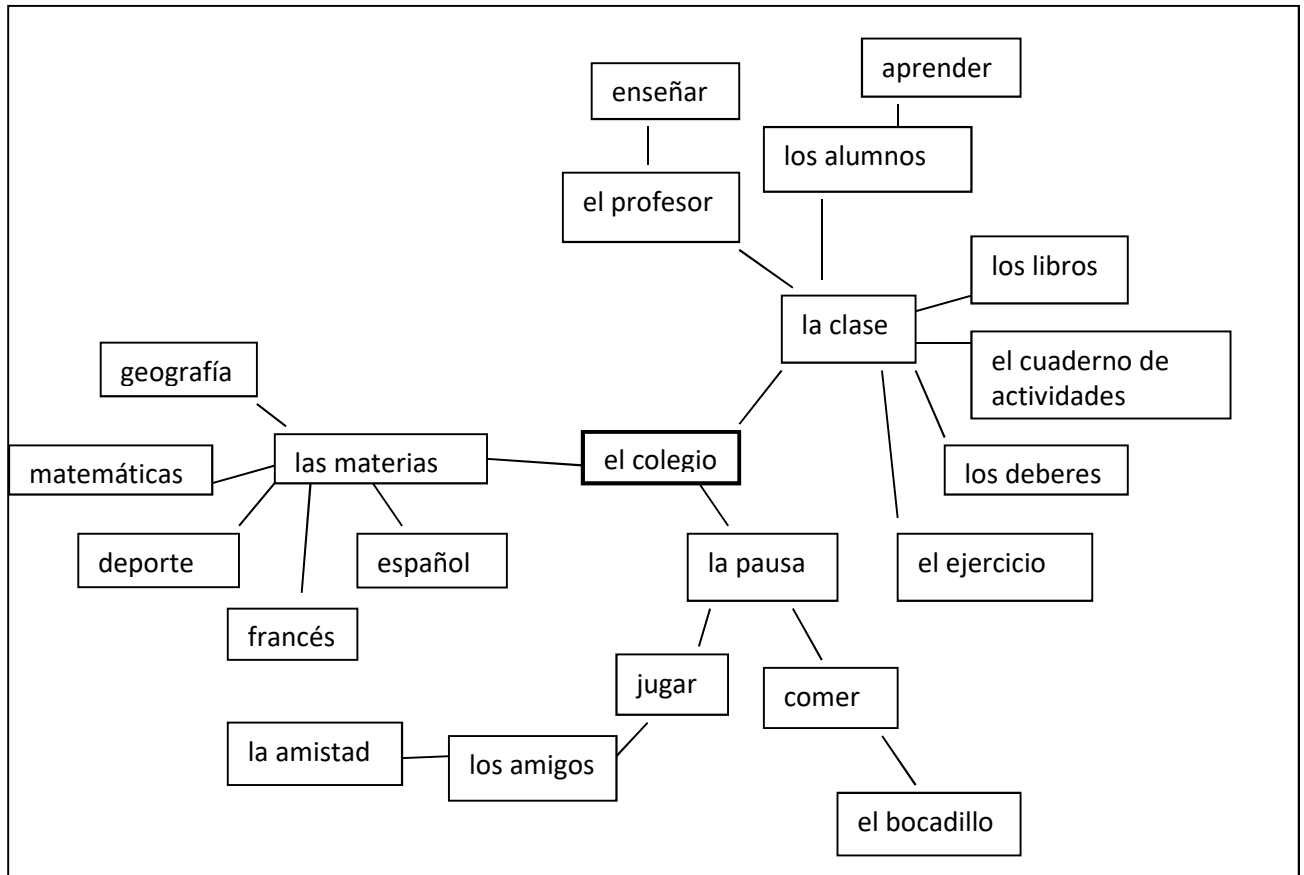 aprender
enseñar
los alumnos
el profesor
los libros
la clase
el cuaderno de
actividades
geografía
matemáticas
las materias
el colegio
los deberes
deporte
español
la pausa
el ejercicio
francés
jugar
comer
la amistad
los amigos
el bocadillo